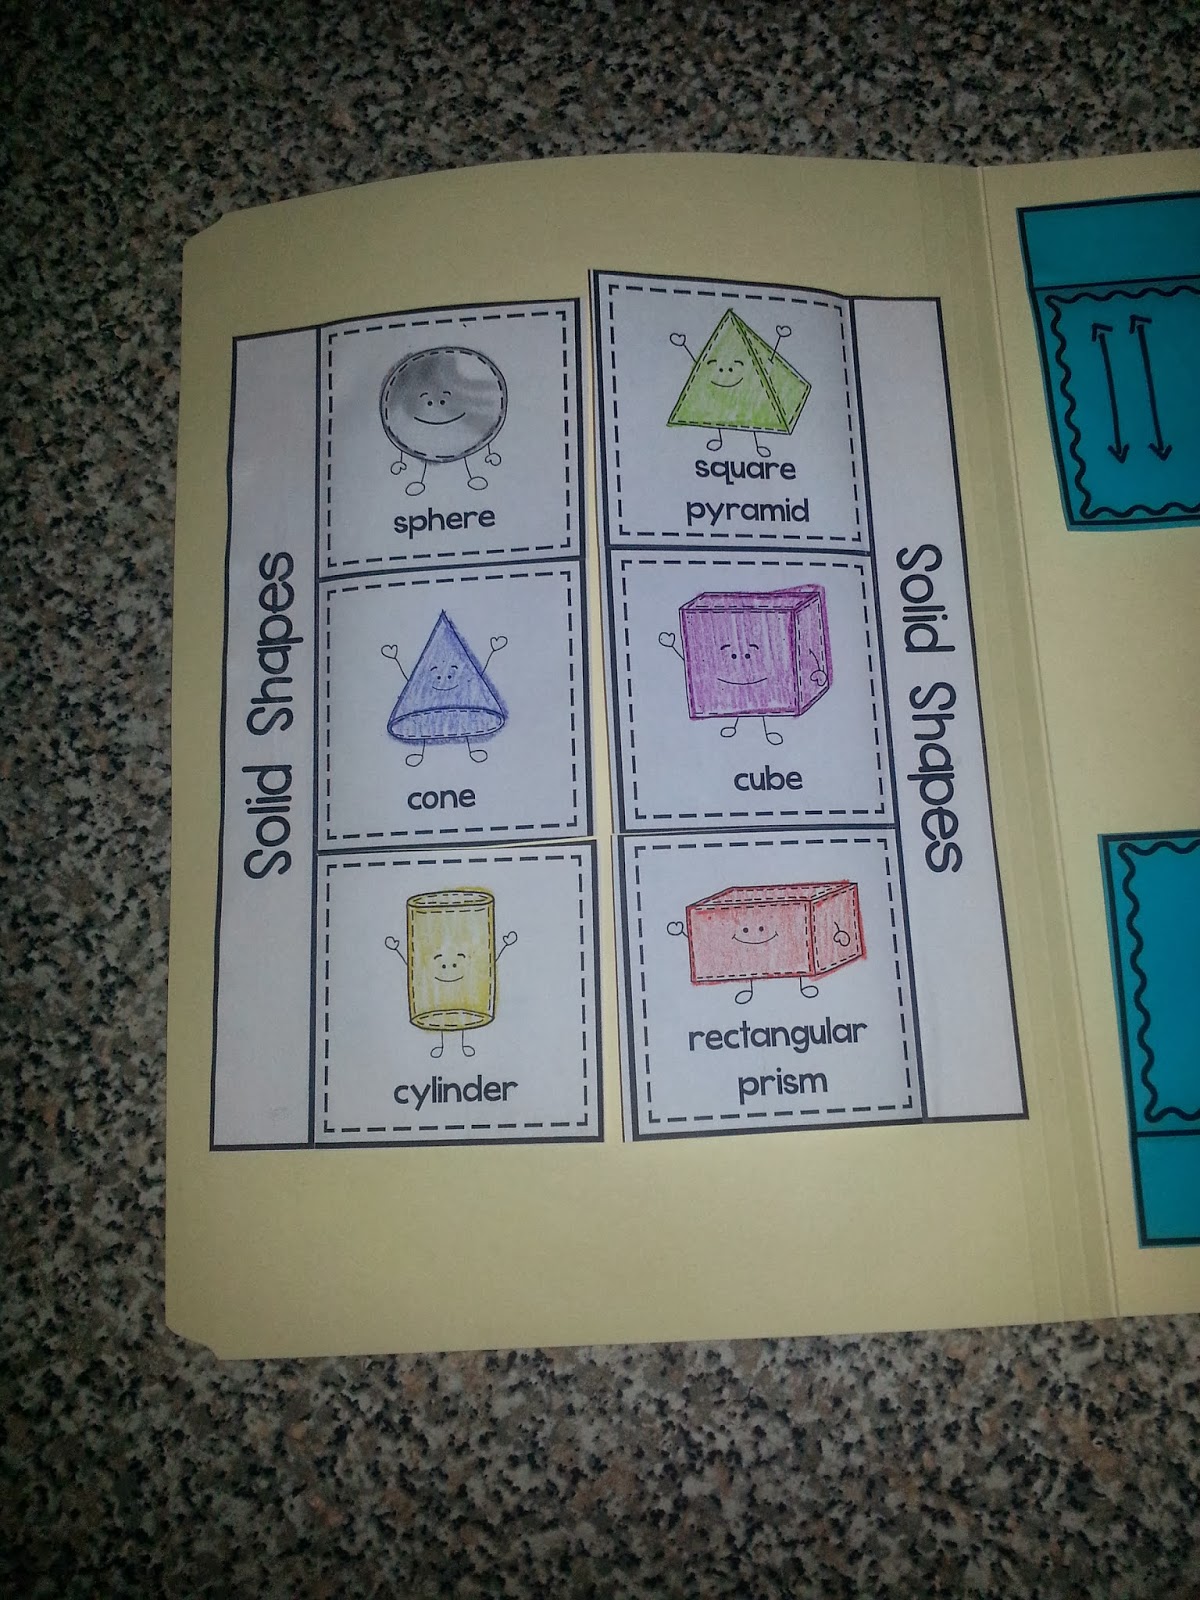 Solid Shapes
sphere
cone
cylinder
square
pyramid
cube
rectangular
prism
Solid Shapes